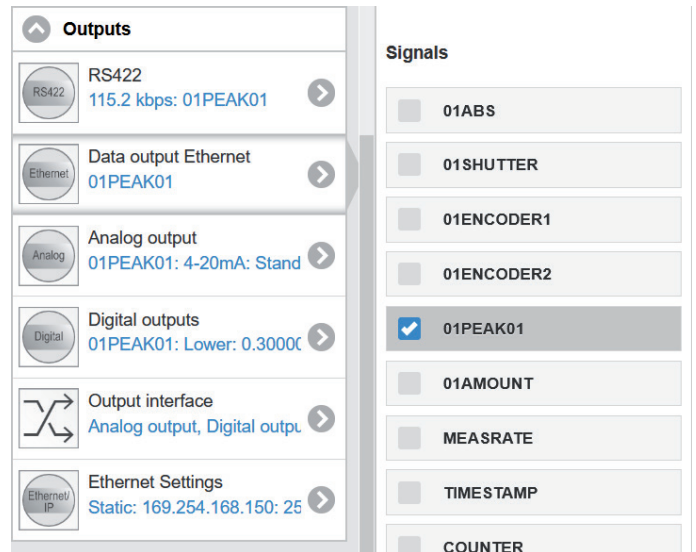 Outputs
RS422
RS422
115.2 kbps: 01PEAK01
Ethernet
Data output Ethernet
01PEAK01
Analog
Analog output
01PEAK01: 4-20mA: Stand
Digital
Digital outputs
01PEAK01: Lower: 0.30000
Output interface
Analog output, Digital outpu
Ethernet/
IP
Ethernet Settings
Static: 169.254.168.150: 25
Signals
01ABS
01SHUTTER
01ENCODER1
01ENCODER2
01PEAK01
01AMOUNT
MEASRATE
TIMESTAMP
COUNTER